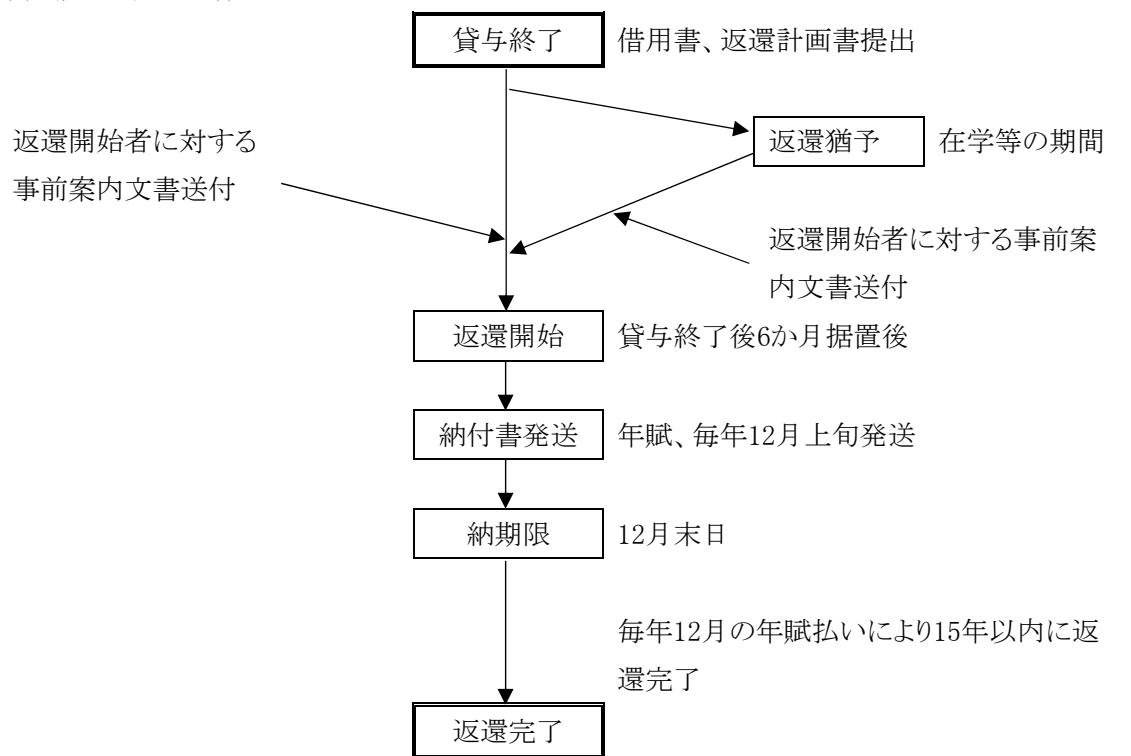 貸与終了 借用書、返還計画書提出
返還開始者に対する
事前案内文書送付
返還猶予 在学等の期間
返還開始者に対する事前案
内文書送付
返還開始 貸与終了後6か月据置後
納付書発送 年賦、毎年12月上旬発送
納期限 12月末日
毎年12月の年賦払いにより15年以内に返
還完了
返還完了